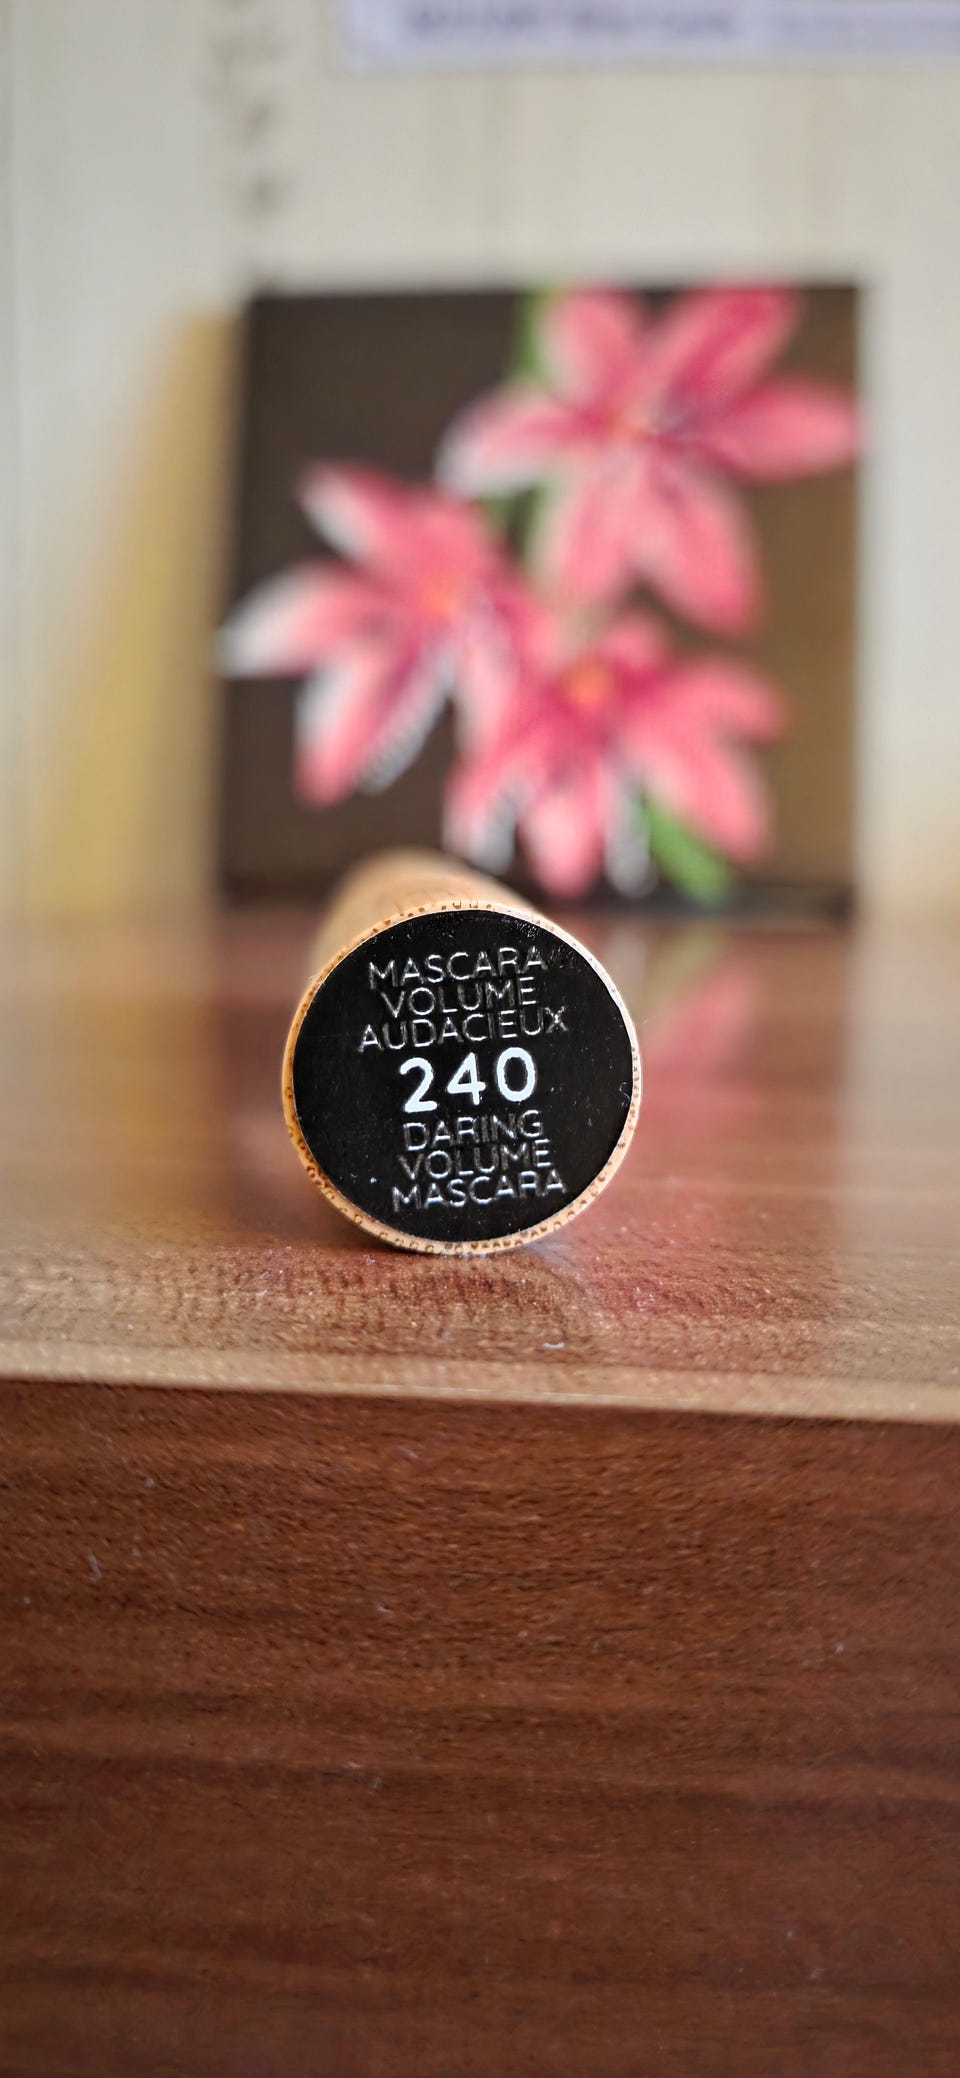 MASCARA
VOLUME
AUDACIEUX
240
DARING
VOLUME
MASCARA